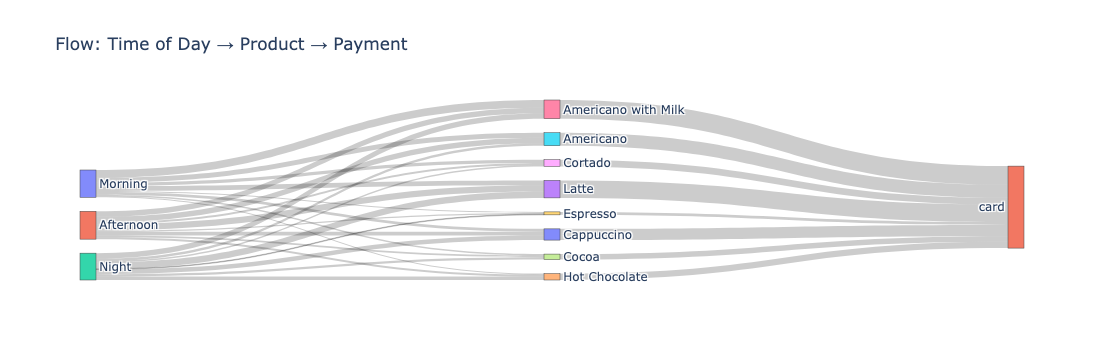 Flow: Time of Day → Product → Payment
Americano with Milk
Americano
Cortado
Morning
Latte
card
Espresso
Afternoon
Cappuccino
Cocoa
Night
Hot Chocolate